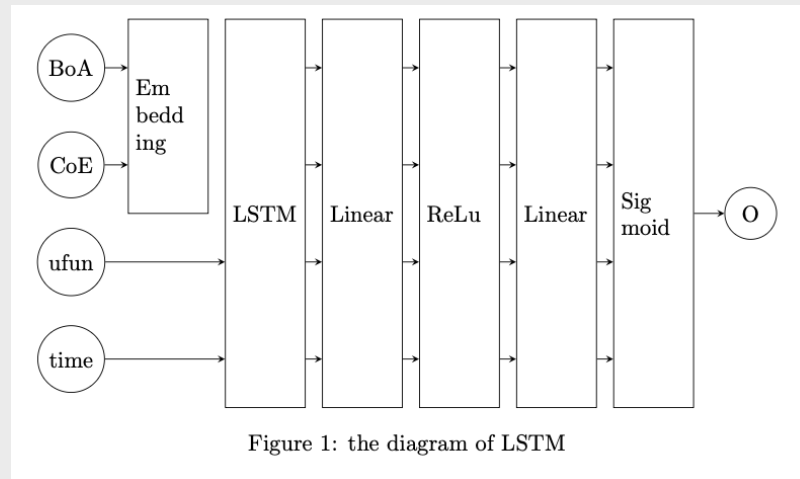 BoA
Em
bedd
ing
CoE
LSTM
Linear
ReLu
Linear
Sig
moid
O
ufun
time
Figure 1: the diagram of LSTM